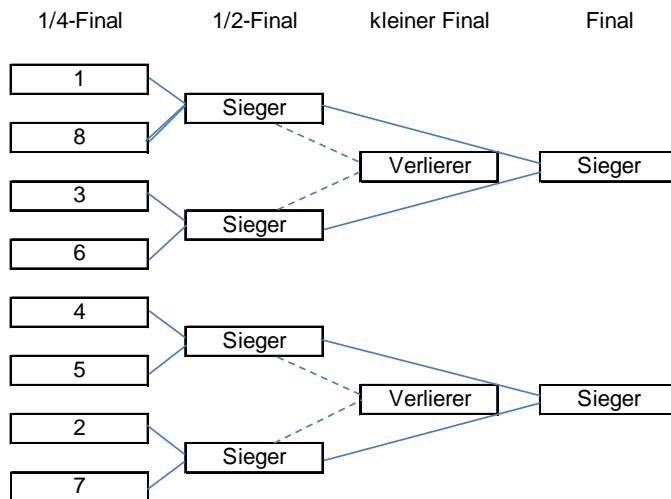 1/4-Final 1/2-Final kleiner Final Final
1
Sieger
8
Verlierer Sieger
3
Sieger
6
4
Sieger
5
Verlierer Sieger
2
Sieger
7